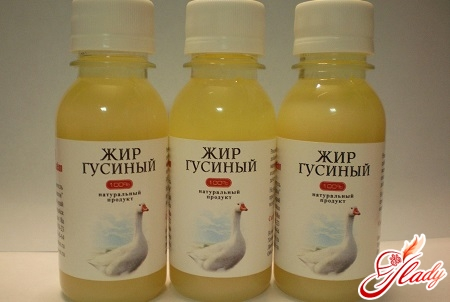 ЖИР
ГУСИНЫЙ
100%
натуральный
продукт
ЖИР
ГУСИНЫЙ
100%
натуральный
продукт
ЖИР
ГУСИНЫЙ
100%
натуральный
продукт
Glady